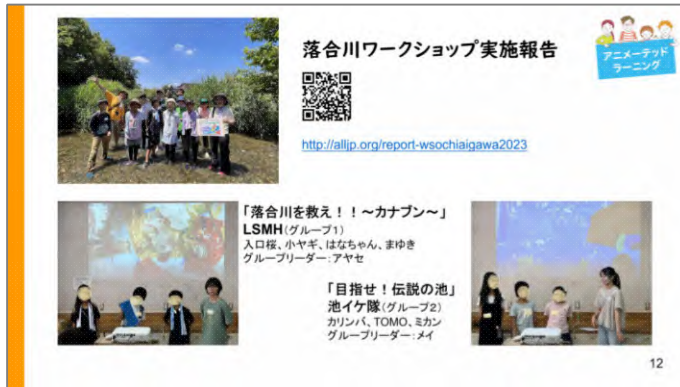 落合川ワークショップ実施報告
アニメーテッド
ラーニング
http://alljp.org/report-wsochiaigawa2023
「落合川を救え！！～カナブン～」
LSMH（グループ1）
入口桜、小ヤギ、はなちゃん、まゆき
グループリーダー：アヤセ
「目指せ！伝説の池」
池イケ隊（グループ2）
カリンバ、TOMO、ミカン
グループリーダー：メイ
12